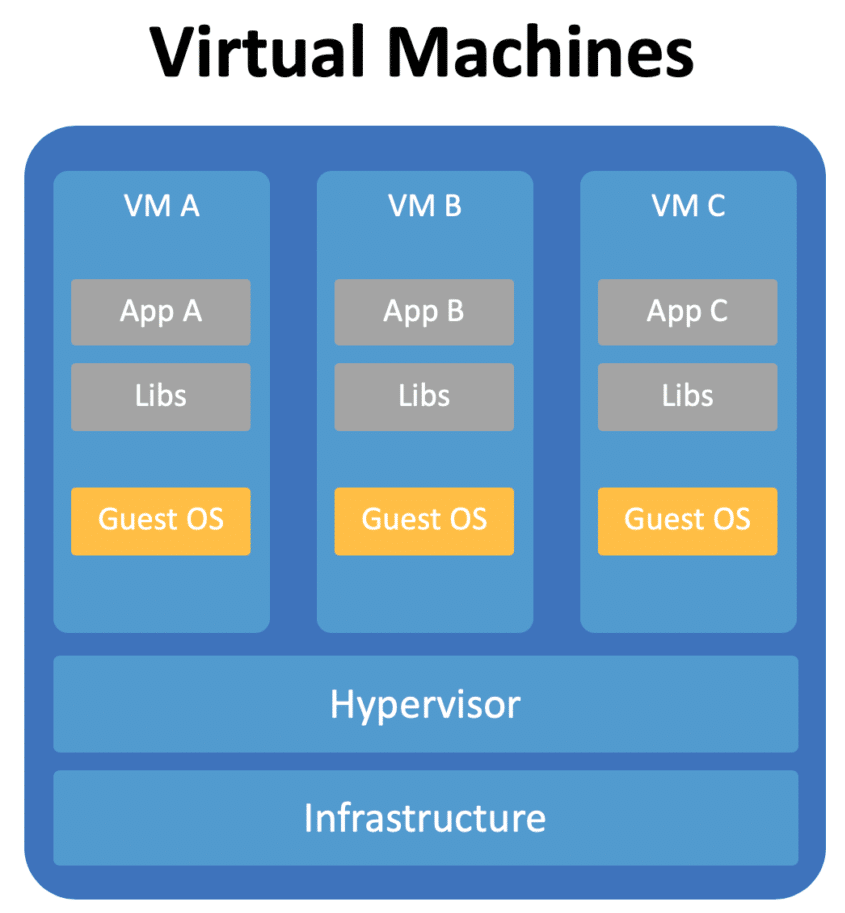 Virtual Machines
VM A
VM B
VM C
App A
App B
App C
Libs
Libs
Libs
Guest OS
Guest OS
Guest OS
Hypervisor
Infrastructure